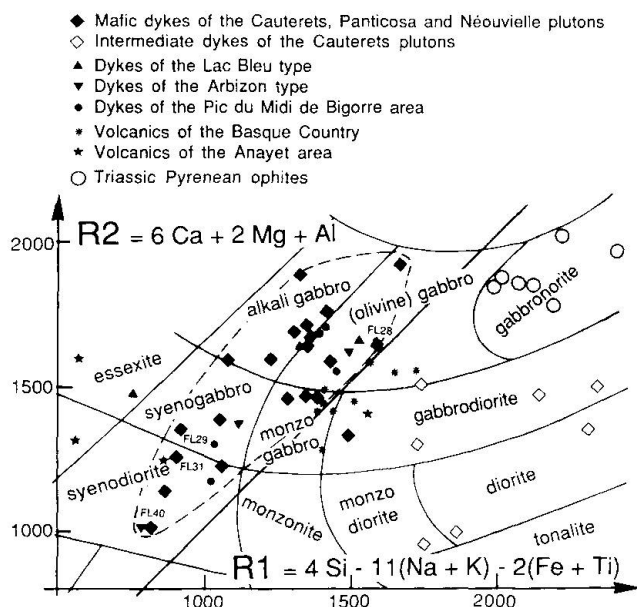 Mafic dykes of the Cauterets, Panticosa and Néouvielle plutons
Intermediate dykes of the Cauterets plutons
Dykes of the Lac Bleu type
Dykes of the Arbizon type
Dykes of the Pic du Midi de Bigorre area
Volcanics of the Basque Country
Volcanics of the Anayet area
Triassic Pyrenean ophites
2000
R2 = 6 Ca + 2 Mg + Al
alkali gabbro
(olivine) gabbro
gabbronorite
FL28
1500
essexite
syenogabbro
monzo
gabbro
gabbrodiorite
FL29
FL31
syenodiorite
FL40
monzonite
monzo
diorite
diorite
tonalite
1000
R1 = 4 Si - 11(Na + K) - 2(Fe + Ti)
1000
1500
2000